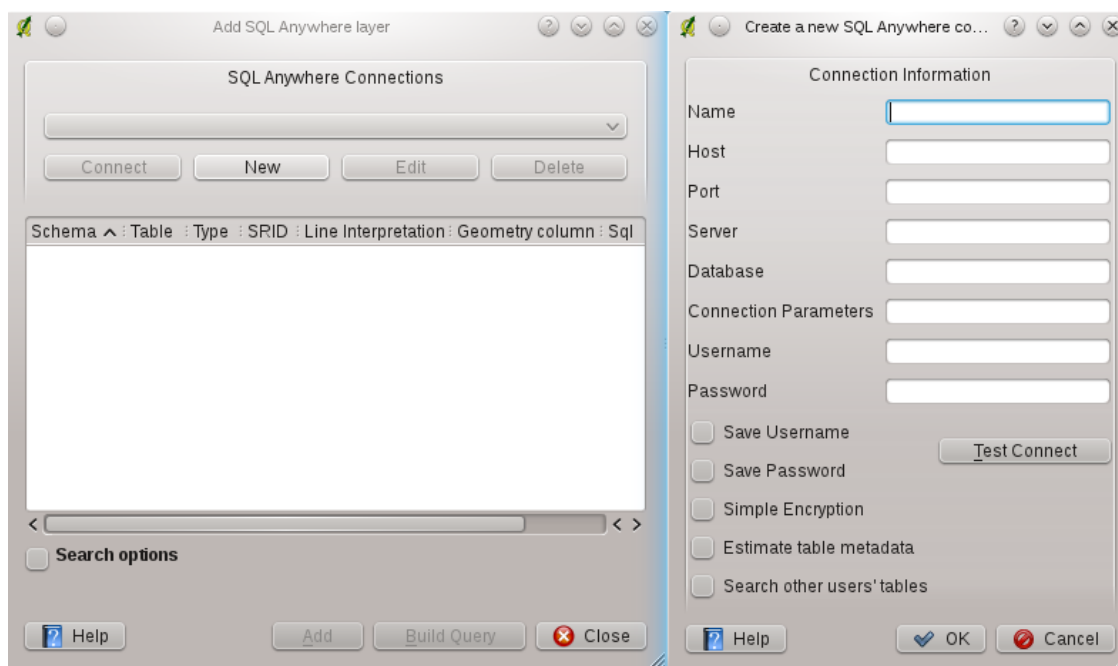 Add SQL Anywhere layer
SQL Anywhere Connections
Connect New Edit Delete
Schema Table Type SRID Line Interpretation Geometry column Sql
Search options
Help Add Build Query Close
Create a new SQL Anywhere co...
Connection Information
Name
Host
Port
Server
Database
Connection Parameters
Username
Password
Save Username
Test Connect
Save Password
Simple Encryption
Estimate table metadata
Search other users' tables
Help OK Cancel